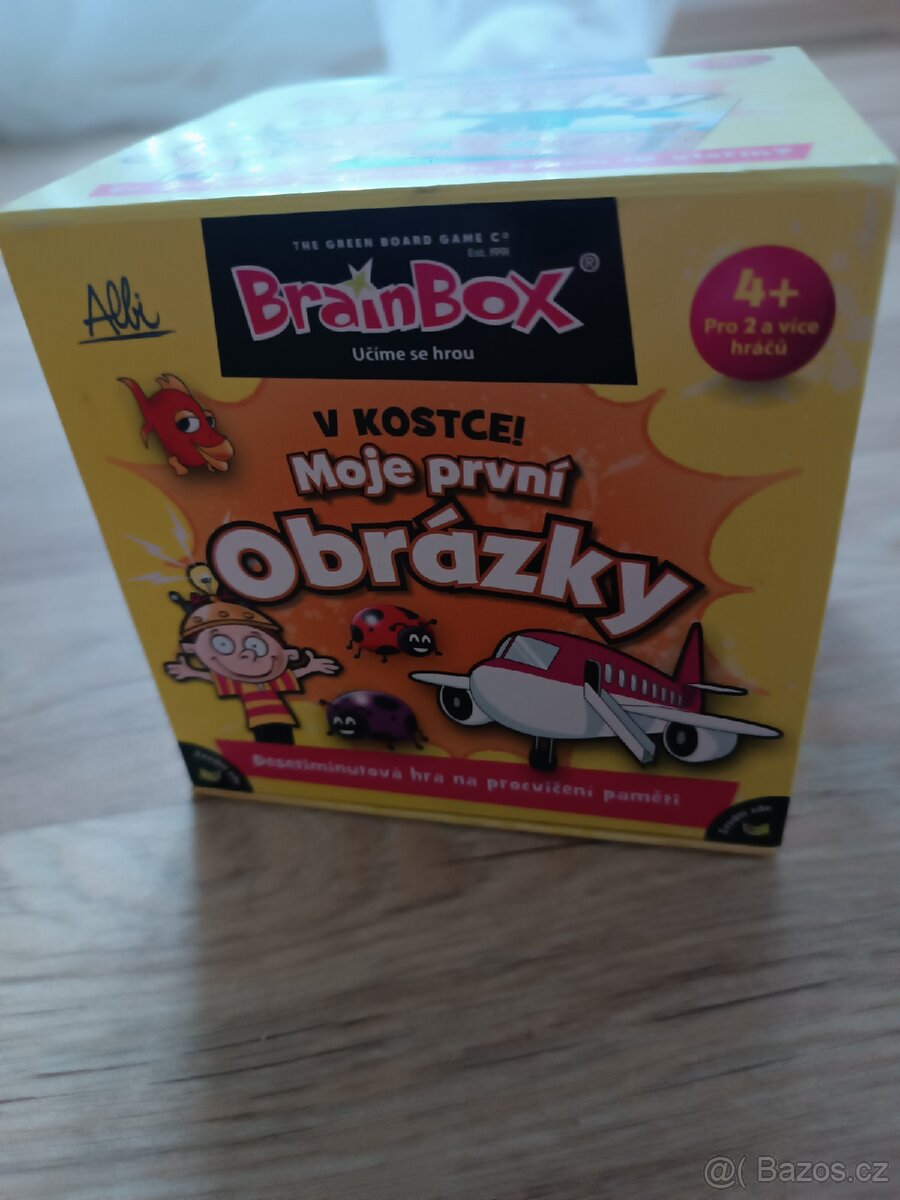 THE GREEN BOARD GAME Cº
Est. 1991
BrainBox®
Učíme se hrou
Albi
4+
Pro 2 a více
hráčů
V KOSTCE!
Moje první
Obrázky
Desetiminutová hra na procvičení paměti
@( Bazos.cz